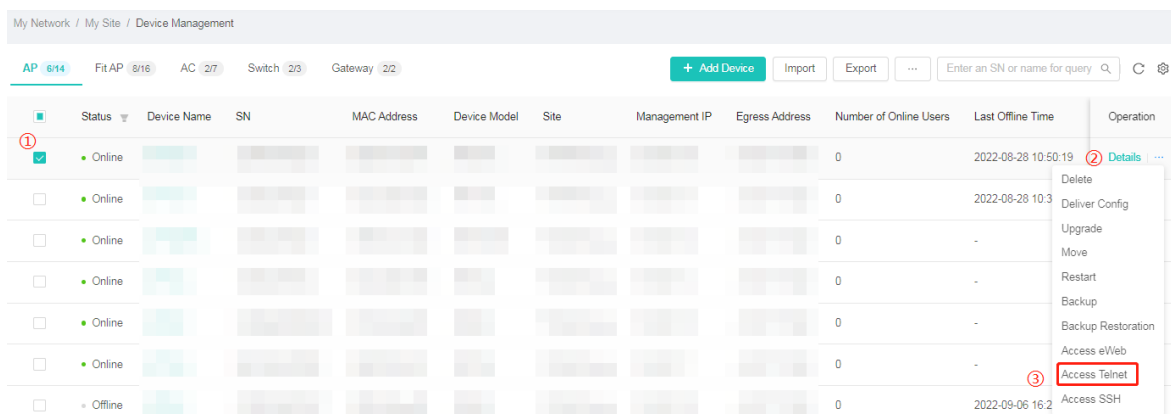 My Network / My Site / Device Management
AP 6/14 Fit AP 8/16 AC 2/7 Switch 2/3 Gateway 2/2 + Add Device Import Export ... Enter an SN or name for query
Status Device Name SN MAC Address Device Model Site Management IP Egress Address Number of Online Users Last Offline Time Operation
①
Online 0 2022-08-28 10:50:19 ② Details ...
Delete
Online 0 2022-08-28 10:3 Deliver Config
Upgrade
Online 0 -
Move
Online 0 - Restart
Backup
Online 0 - Backup Restoration
Access eWeb
Online 0 -
③ Access Telnet
Access SSH
Offline 0 2022-09-06 16:2